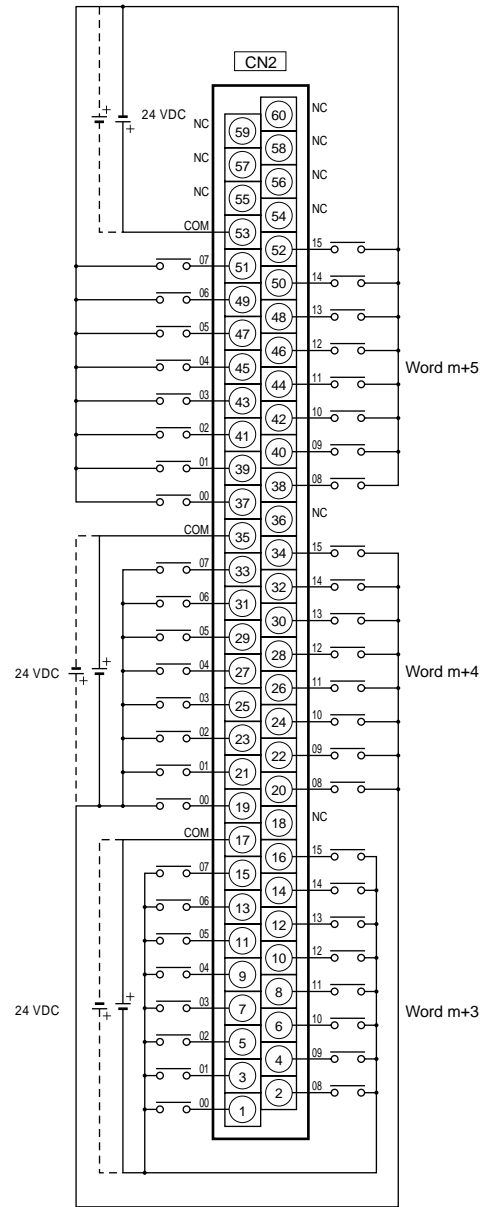 CN2
24 VDC
60 NC
NC 59
58 NC
NC 57
56 NC
NC 55
54 NC
COM 53
52 15
07 51
50 14
06 49
48 13
05 47
46 12
04 45
Word m+5
44 11
03 43
42 10
02 41
40 09
01 39
38 08
00 37
36 NC
COM 35
34 15
07 33
32 14
06 31
30 13
05 29
28 12
24 VDC
04 27
Word m+4
26 11
03 25
24 10
02 23
22 09
01 21
20 08
00 19
18 NC
COM 17
16 15
07 15
14 14
06 13
12 13
05 11
10 12
04 9
8 11
24 VDC
03 7
Word m+3
6 10
02 5
4 09
01 3
2 08
00 1